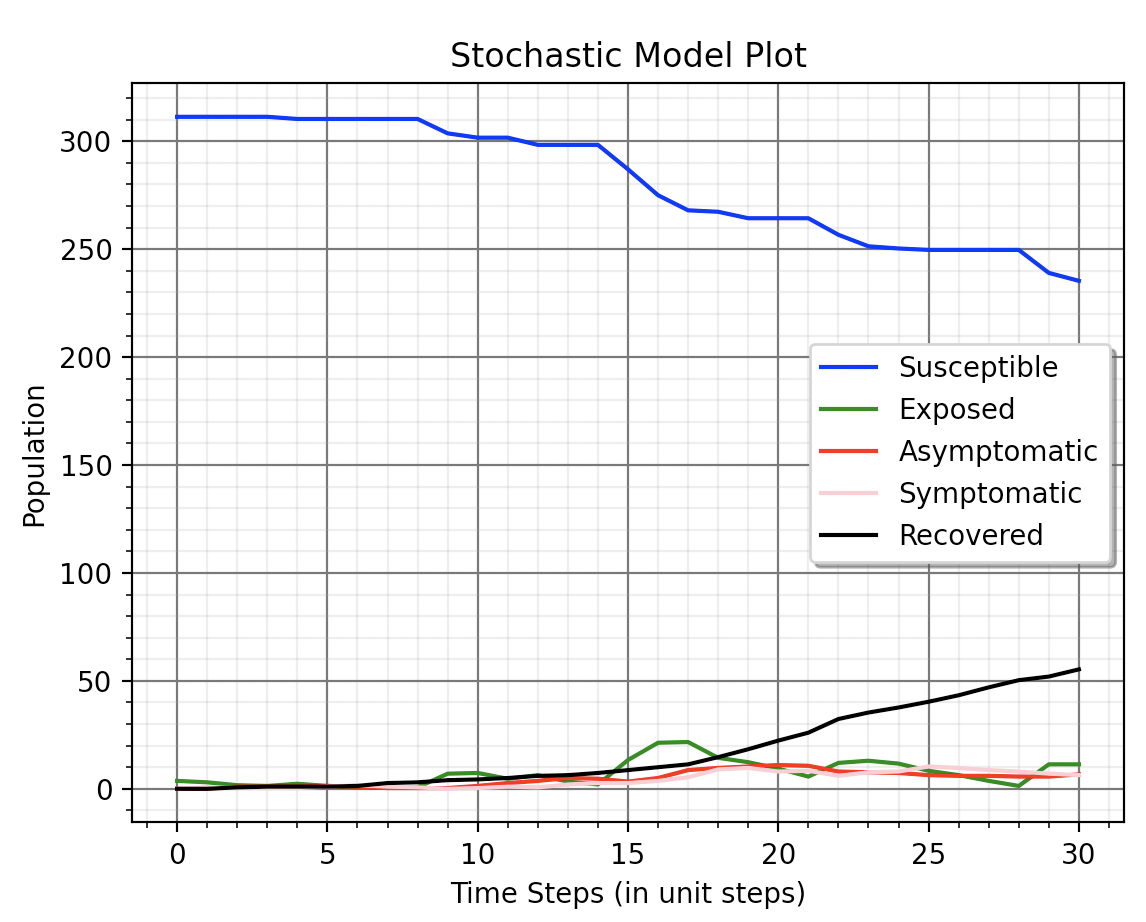 Stochastic Model Plot
Population
300
250
200
150
100
50
0
Susceptible
Exposed
Asymptomatic
Symptomatic
Recovered
0 5 10 15 20 25 30
Time Steps (in unit steps)